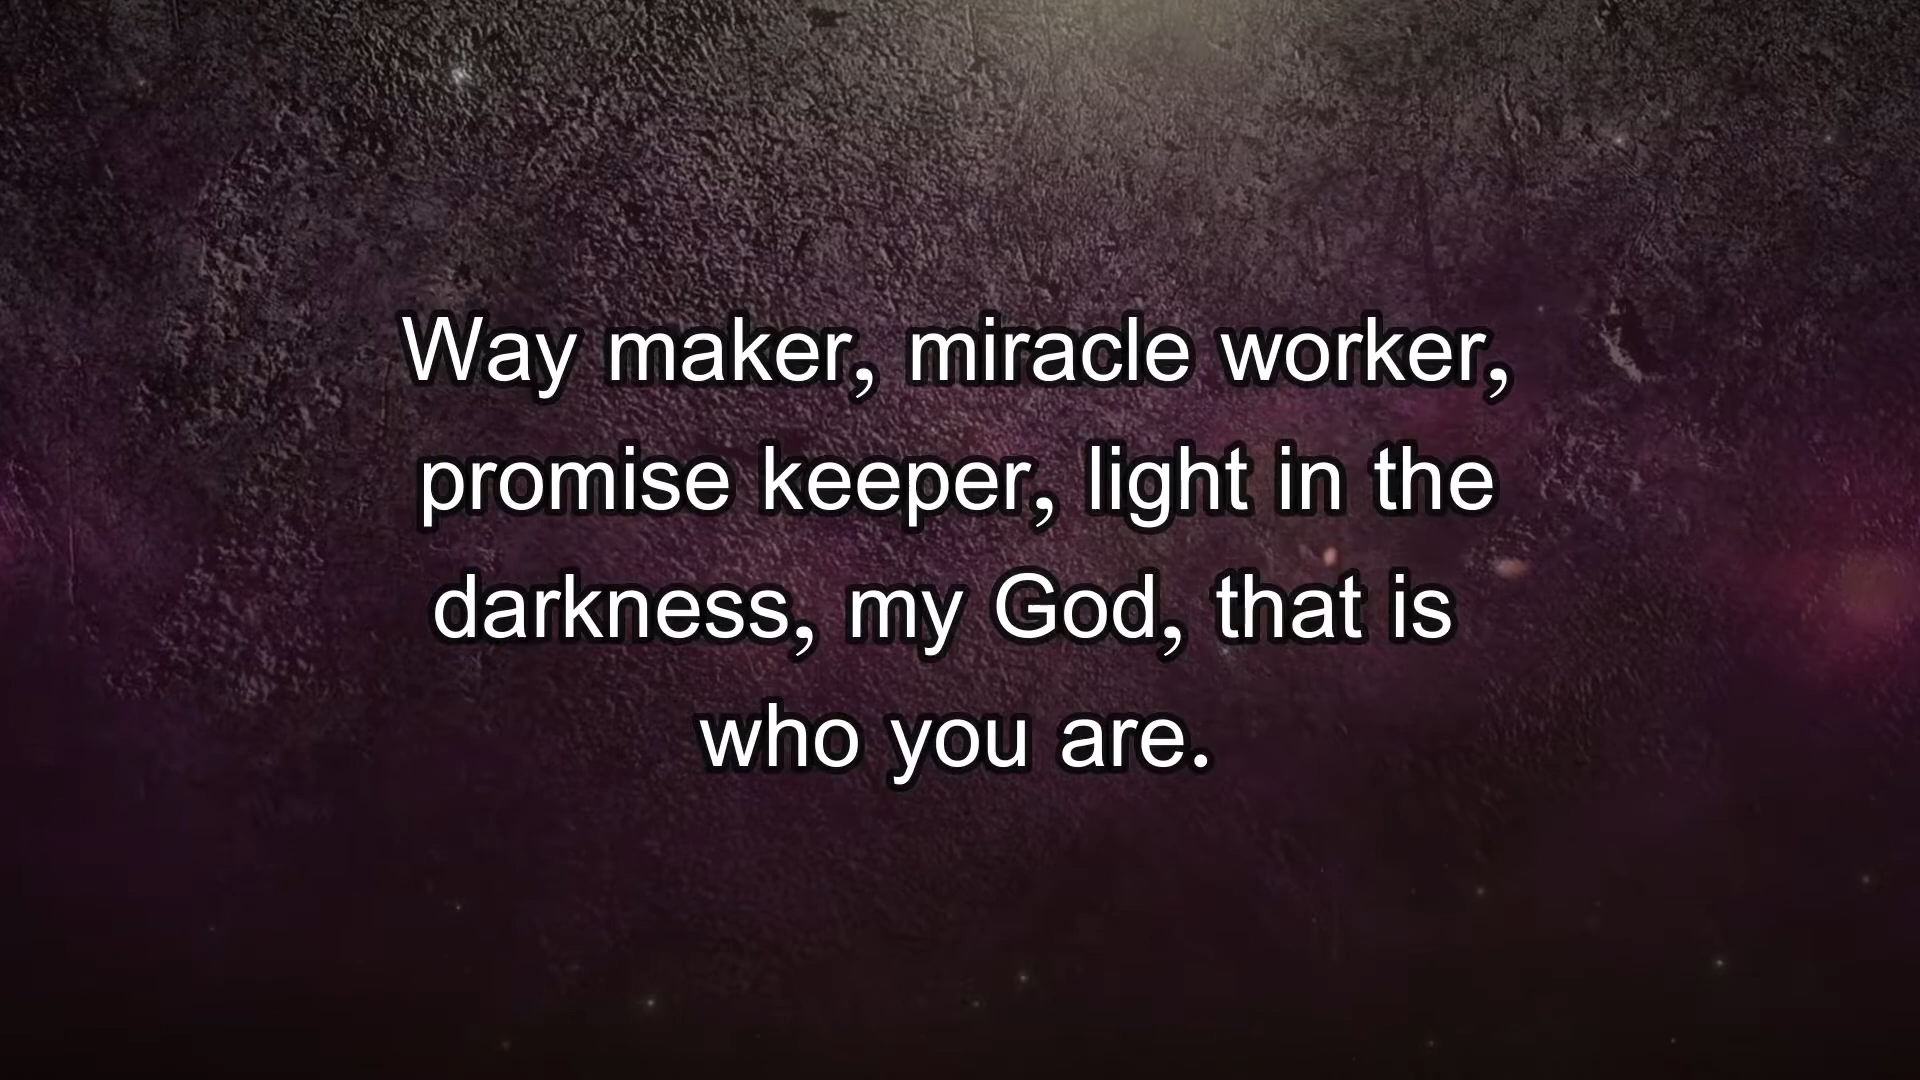 Way maker, miracle worker,
promise keeper, light in the
darkness, my God, that is
who you are.